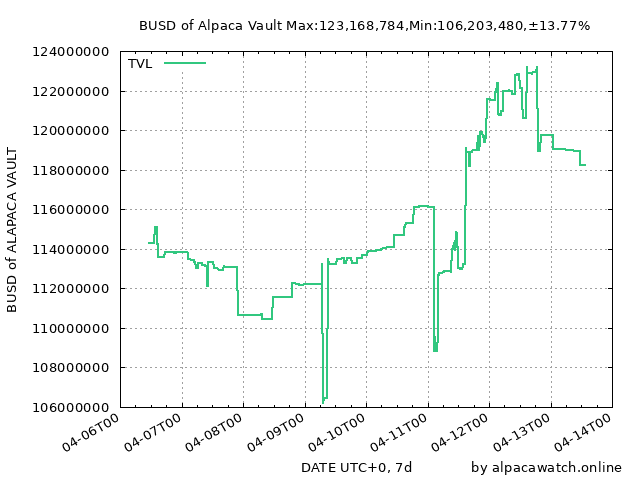 BUSD of Alpaca Vault Max:123,168,784,Min:106,203,480,±13.77%
TVL
BUSD of ALAPACA VAULT
124000000
122000000
120000000
118000000
116000000
114000000
112000000
110000000
108000000
106000000
04-06T00
04-07T00
04-08T00
04-09T00
04-10T00
04-11T00
04-12T00
04-13T00
04-14T00
DATE UTC+0, 7d
by alpacawatch.online